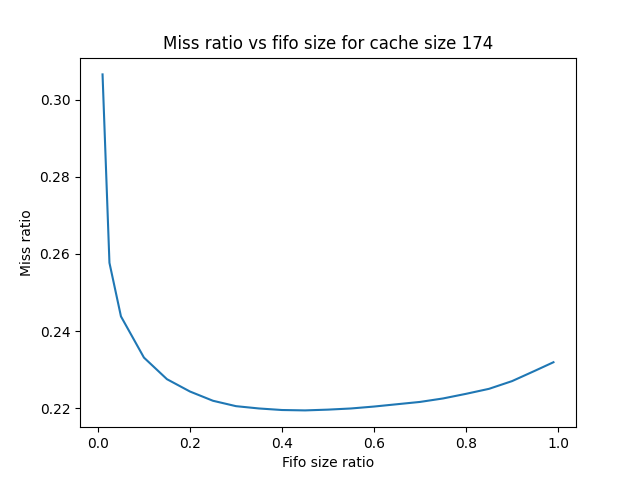 Miss ratio vs fifo size for cache size 174
0.30
0.28
0.26
0.24
0.22
Miss ratio
0.0 0.2 0.4 0.6 0.8 1.0
Fifo size ratio